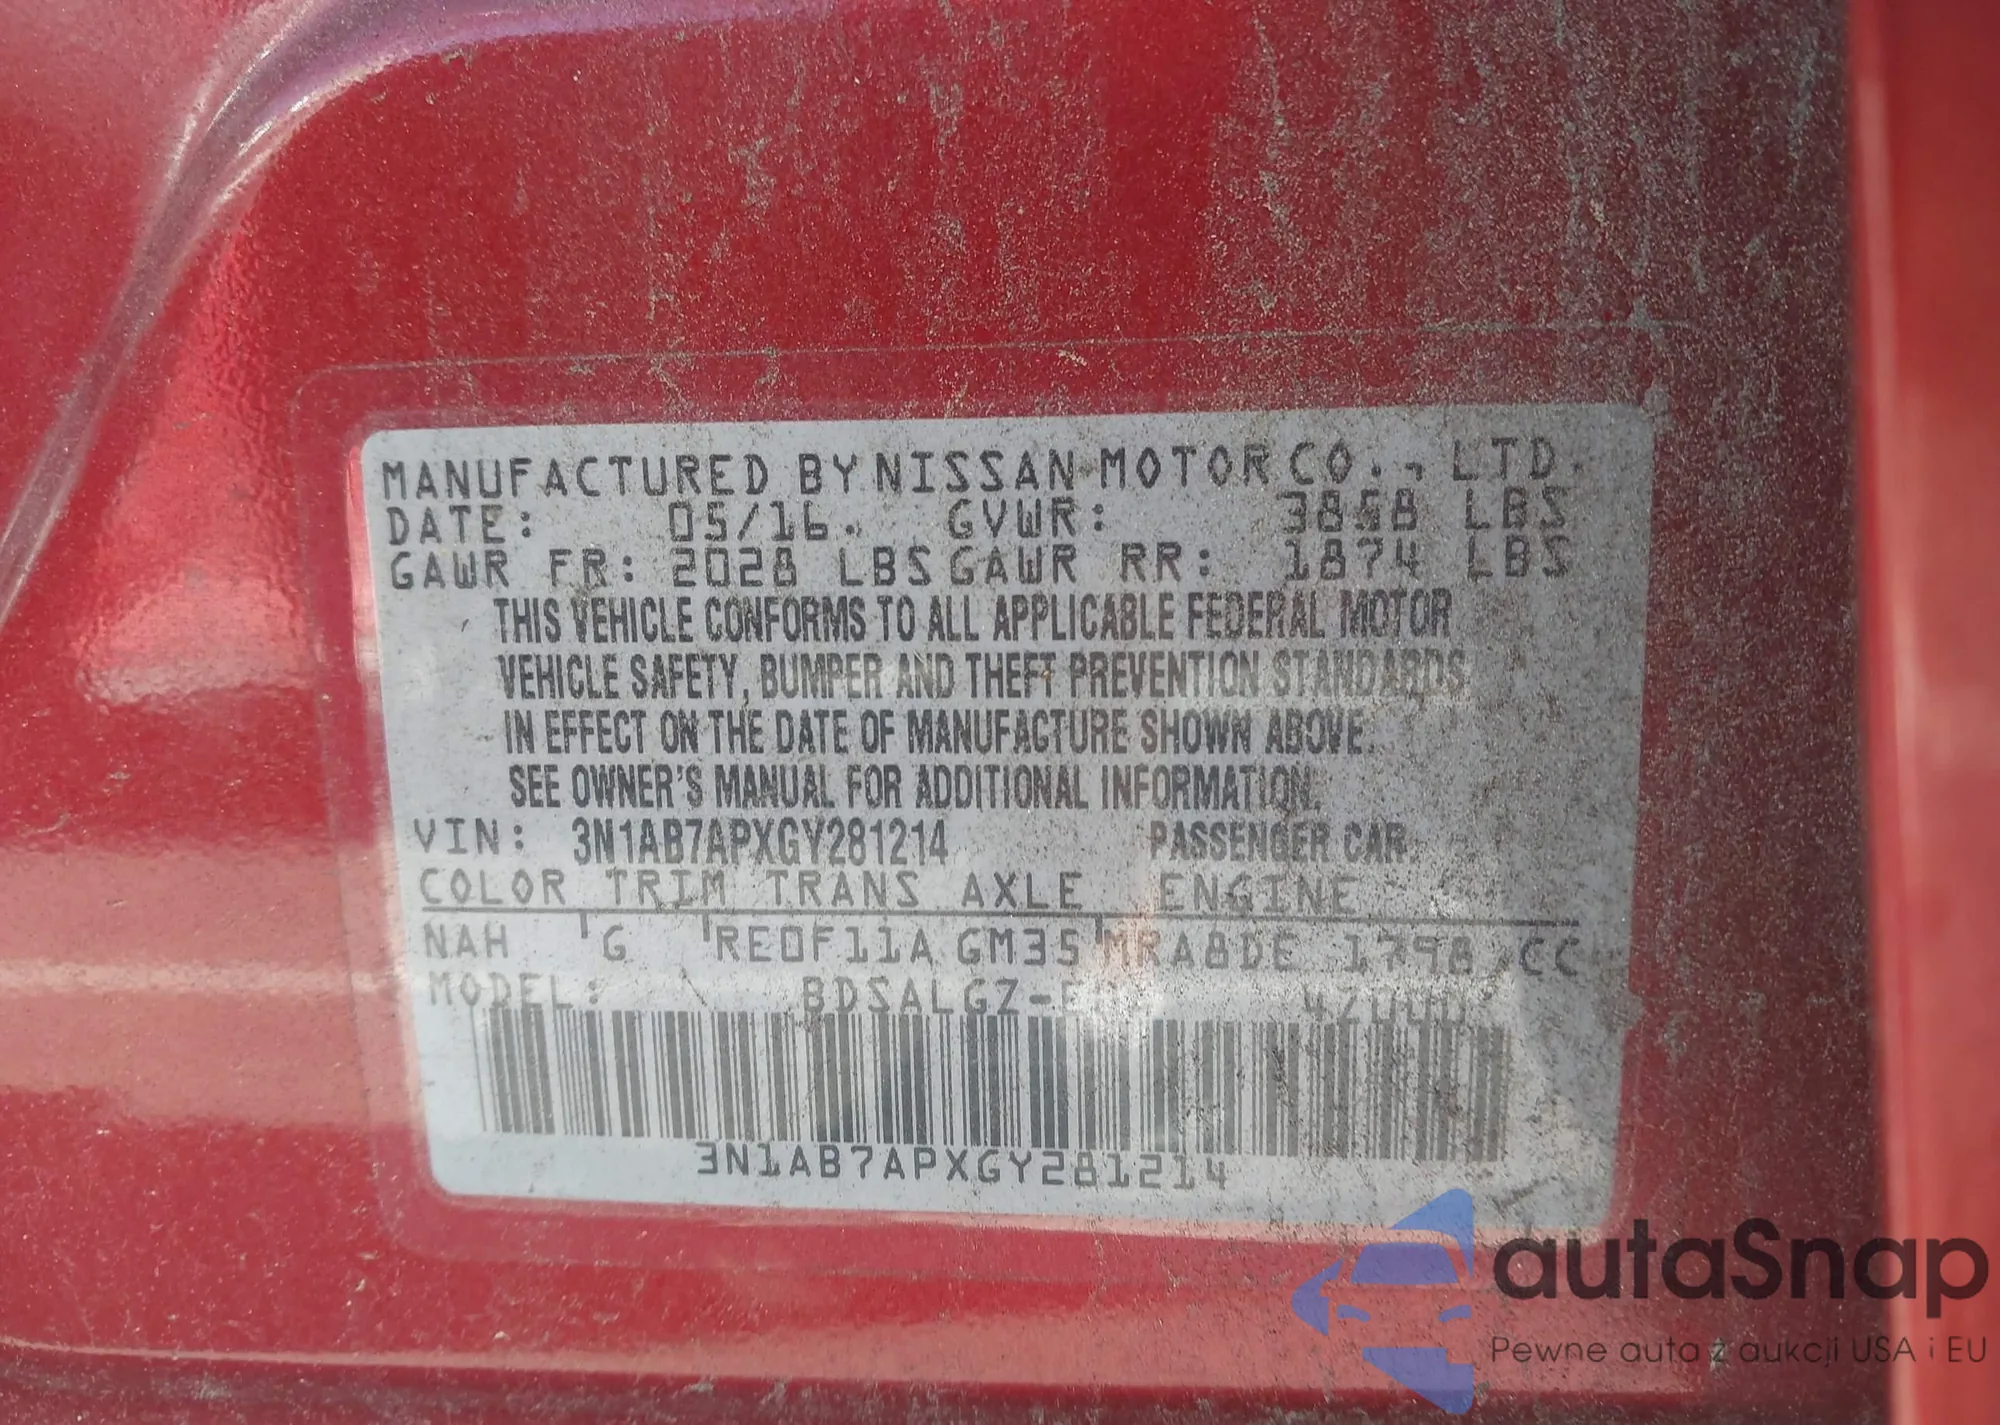 MANUFACTURED BY NISSAN MOTOR CO., LTD.
DATE: 05/16. GVWR: 3858 LBS
GAWR FR: 2028 LBS GAWR RR: 1874 LBS
THIS VEHICLE CONFORMS TO ALL APPLICABLE FEDERAL MOTOR
VEHICLE SAFETY, BUMPER AND THEFT PREVENTION STANDARDS
IN EFFECT ON THE DATE OF MANUFACTURE SHOWN ABOVE.
SEE OWNER'S MANUAL FOR ADDITIONAL INFORMATION.
VIN: 3N1AB7APXGY281214 PASSENGER CAR.
COLOR TRIM TRANS AXLE ENGINE
NAH G RE0F11A GM35 MRA8DE 1798 CC
MODEL:
3N1AB7APXGY281214
autaSnap
Pewne auta z aukcji USA i EU